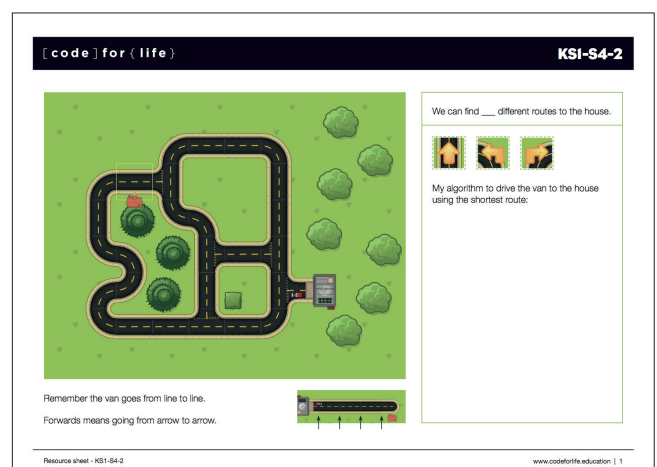 [code]for{life}
KS1-S4-2
We can find ___ different routes to the house.
My algorithm to drive the van to the house
using the shortest route:
Remember the van goes from line to line.
Forwards means going from arrow to arrow.
Resource sheet - KS1-S4-2
www.codeforlife.education | 1